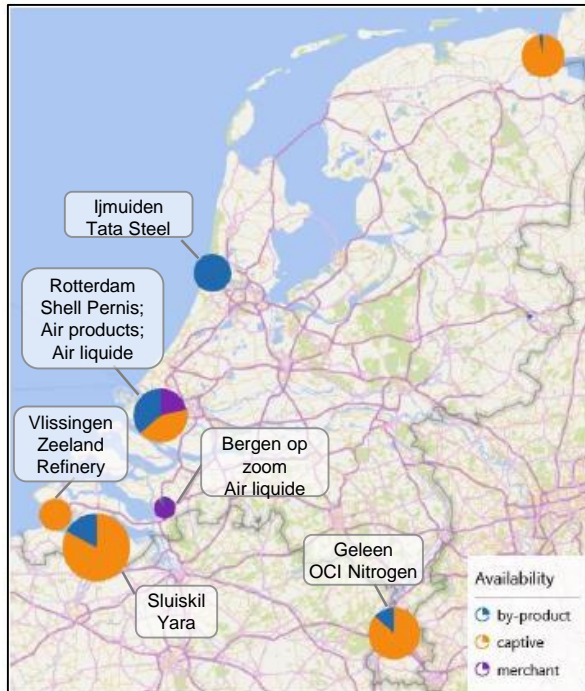 Ijmuiden
Tata Steel
Rotterdam
Shell Pernis;
Air products;
Air liquide
Vlissingen
Zeeland
Refinery
Bergen op
zoom
Air liquide
Geleen
OCI Nitrogen
Sluiskil
Yara
Availability
by-product
captive
merchant